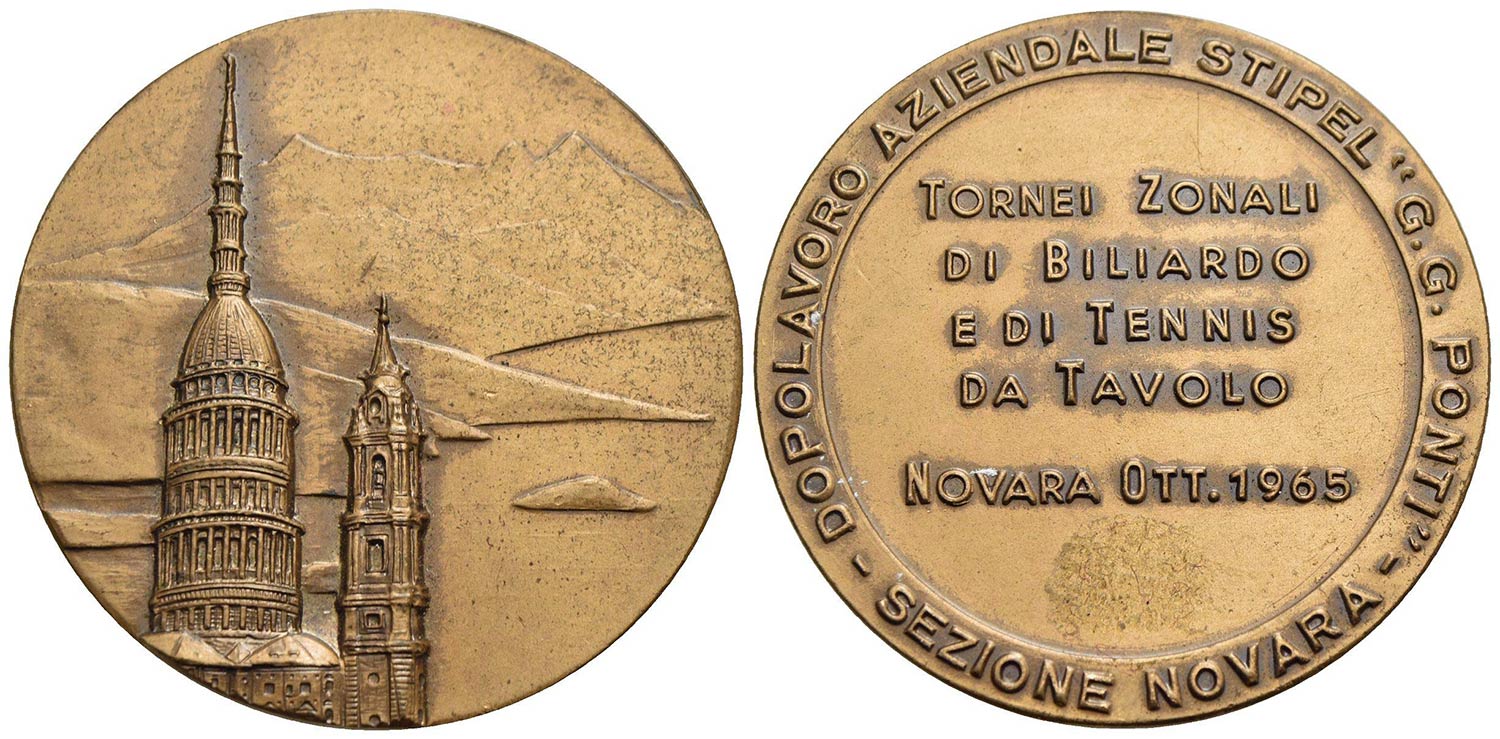 DOPOLAVORO AZIENDALE STIPEL "G.G. PONTI"
- SEZIONE NOVARA -
TORNEI ZONALI
DI BILIARDO
E DI TENNIS
DA TAVOLO
NOVARA OTT. 1965